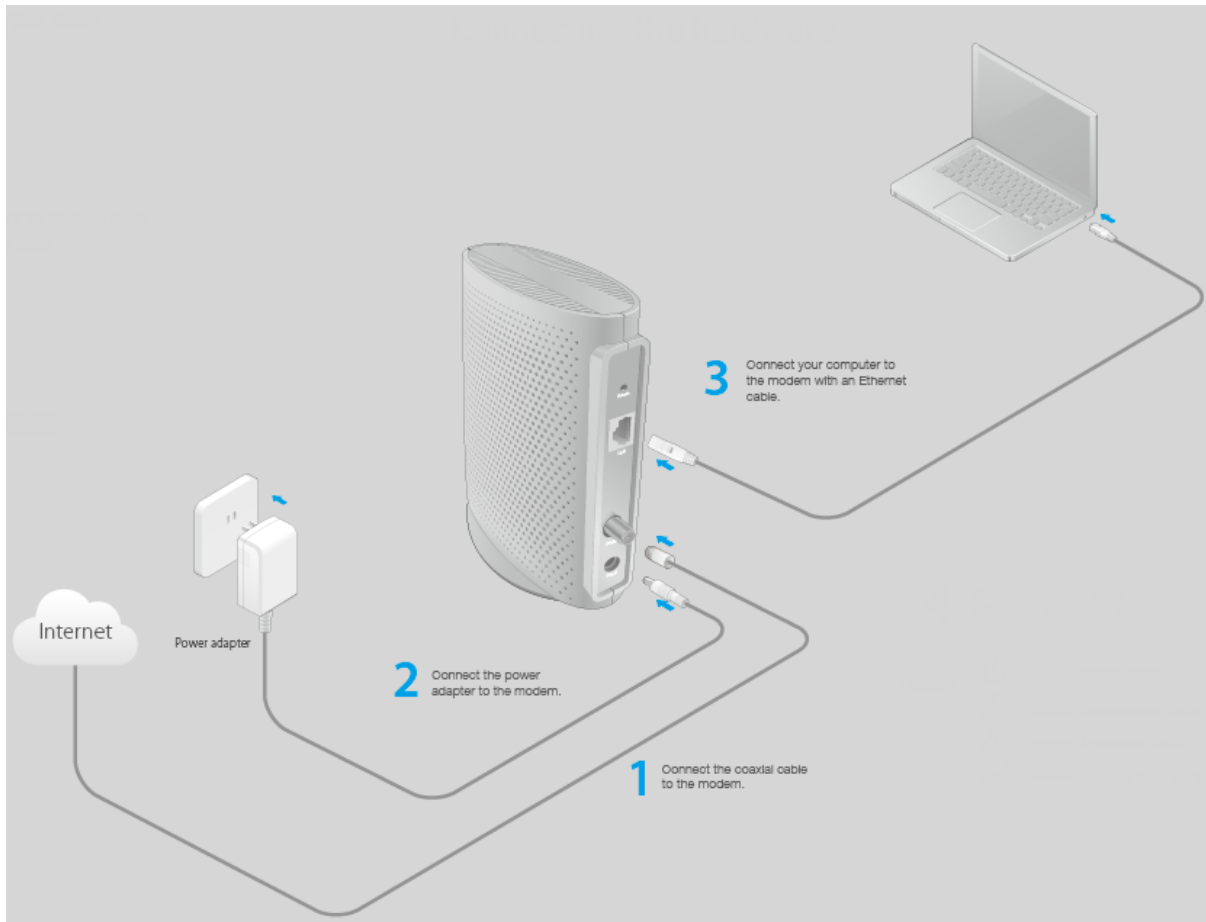 3
Connect your computer to
the modem with an Ethernet
cable.
Internet
Power adapter
2
Connect the power
adapter to the modem.
1
Connect the coaxial cable
to the modem.